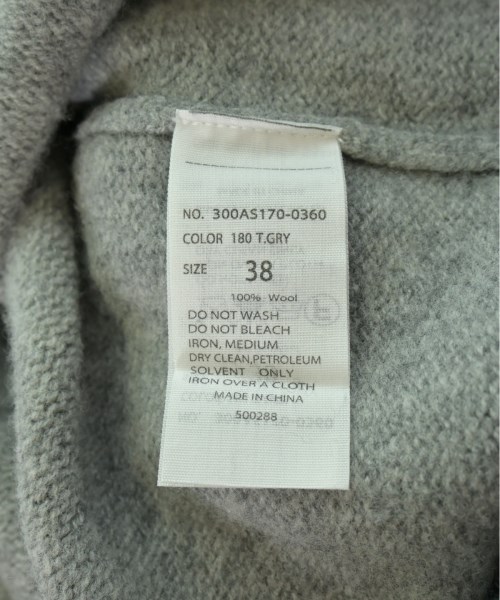 NO. 300AS170-0360
COLOR 180 T.GRY
SIZE 38
100% Wool
DO NOT WASH
DO NOT BLEACH
IRON, MEDIUM
DRY CLEAN,PETROLEUM
SOLVENT ONLY
IRON OVER A CLOTH
MADE IN CHINA
500288